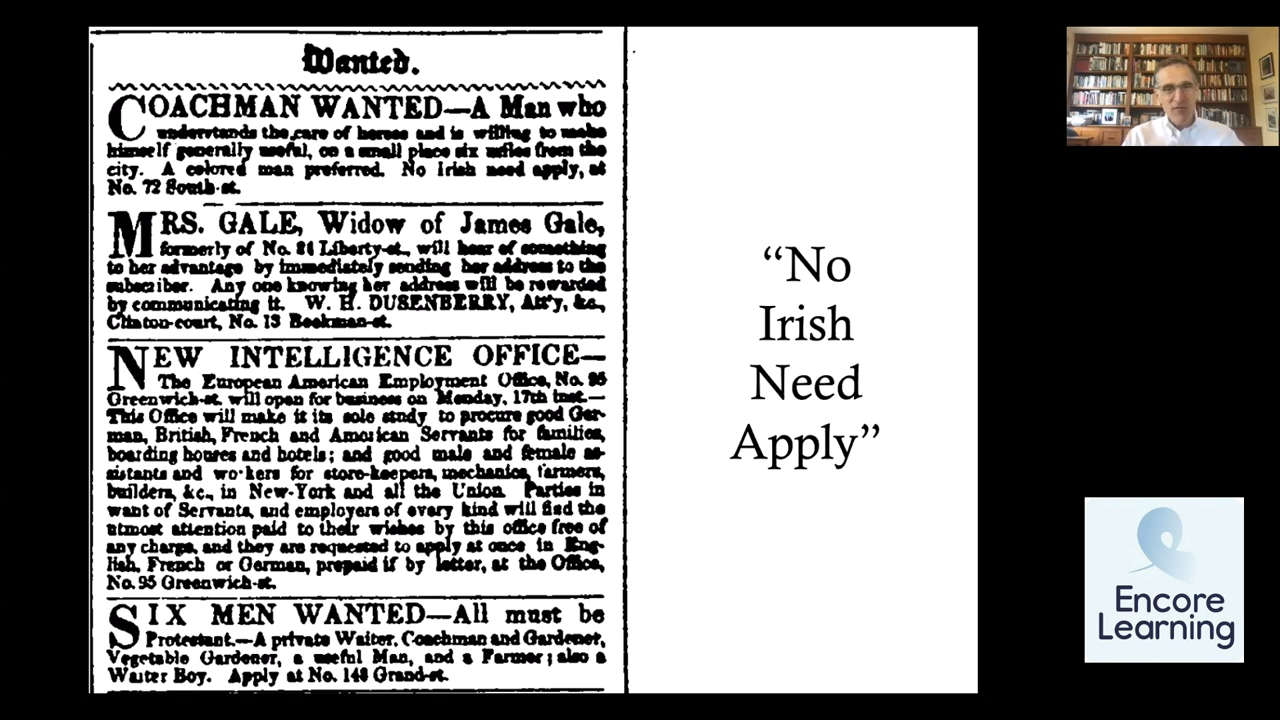 Wanted.
COACHMAN WANTED—A Man who
understands the care of horses and is willing to make
himself generally useful, on a small place six miles from the
city. A colored man preferred. No Irish need apply, at
No. 72 South-st.
MRS. GALE, Widow of James Gale,
formerly of No. 21 Liberty-st., will hear of something
to her advantage by immediately sending her address to the
subscriber. Any one knowing her address will be rewarded
by communicating it. W. H. DUSENBERRY, Att'y, &c.,
Clinton-court, No. 13 Beekman-st.
NEW INTELLIGENCE OFFICE—
The European American Employment Office, No. 95
Greenwich-st. will open for business on Monday, 17th inst.—
This Office will make it its sole study to procure good Ger-
man, British, French and American Servants for families,
boarding houses and hotels; and good male and female as-
sistants and workers for store-keepers, mechanics, farmers,
builders, &c., in New-York and all the Union. Parties in
want of Servants, and employers of every kind will find the
utmost attention paid to their wishes by this office free of
any charge, and they are requested to apply at once in Eng-
lish, French or German, prepaid if by letter, at the Office,
No. 95 Greenwich-st.
SIX MEN WANTED—All must be
Protestant.—A private Waiter, Coachman and Gardener,
Vegetable Gardener, a useful Man, and a Farmer; also a
Waiter Boy. Apply at No. 148 Grand-st.
“No
Irish
Need
Apply”
Encore
Learning